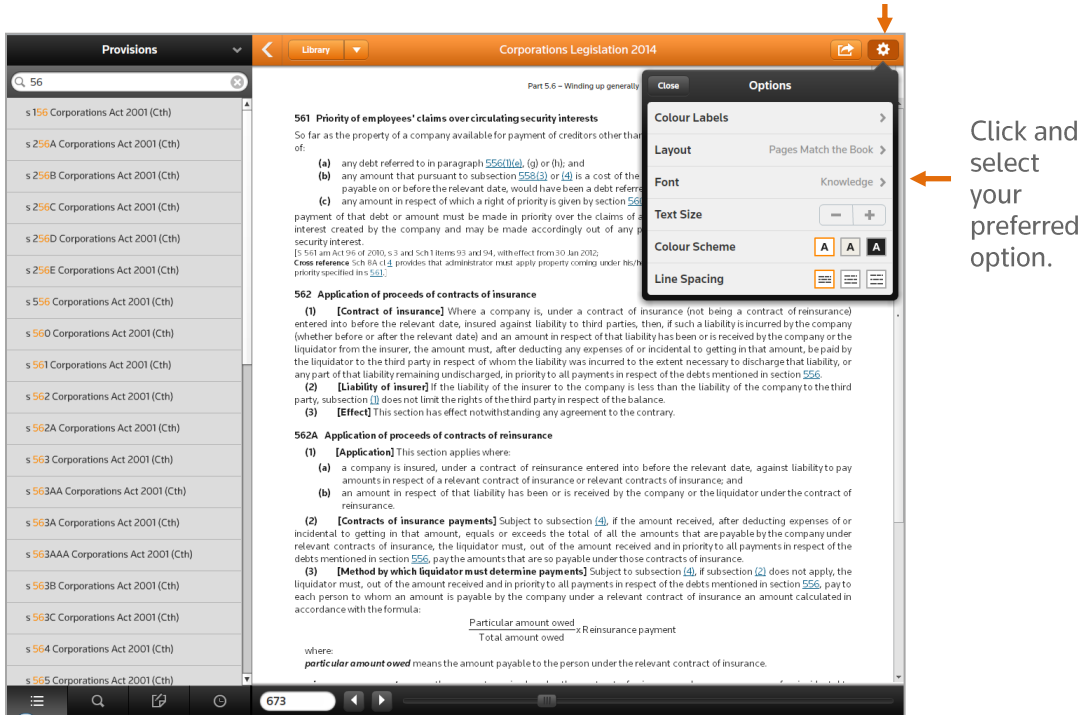 Provisions
56
s 156 Corporations Act 2001 (Cth)
s 256A Corporations Act 2001 (Cth)
s 256B Corporations Act 2001 (Cth)
s 256C Corporations Act 2001 (Cth)
s 256D Corporations Act 2001 (Cth)
s 256E Corporations Act 2001 (Cth)
s 556 Corporations Act 2001 (Cth)
s 560 Corporations Act 2001 (Cth)
s 561 Corporations Act 2001 (Cth)
s 562 Corporations Act 2001 (Cth)
s 562A Corporations Act 2001 (Cth)
s 563 Corporations Act 2001 (Cth)
s 563AA Corporations Act 2001 (Cth)
s 563A Corporations Act 2001 (Cth)
s 563AAA Corporations Act 2001 (Cth)
s 563B Corporations Act 2001 (Cth)
s 563C Corporations Act 2001 (Cth)
s 564 Corporations Act 2001 (Cth)
s 565 Corporations Act 2001 (Cth)
Library
Corporations Legislation 2014
Part 5.6 – Winding up generally
561 Priority of employees' claims over circulating security interests
So far as the property of a company available for payment of creditors other than
of:
(a) any debt referred to in paragraph 556(1)(e), (g) or (h); and
(b) any amount that pursuant to subsection 558(3) or (4) is a cost of the
payable on or before the relevant date, would have been a debt referre
(c) any amount in respect of which a right of priority is given by section 560
payment of that debt or amount must be made in priority over the claims of a
interest created by the company and may be made accordingly out of any p
security interest.
[S 561 am Act 96 of 2010, s 3 and Sch 1 items 93 and 94, with effect from 30 Jan 2012;
Cross reference Sch 8A cl 4 provides that administrator must apply property coming under his/he
priority specified in s 561.]
562 Application of proceeds of contracts of insurance
(1) [Contract of insurance] Where a company is, under a contract of insurance (not being a contract of reinsurance)
entered into before the relevant date, insured against liability to third parties, then, if such a liability is incurred by the company
(whether before or after the relevant date) and an amount in respect of that liability has been or is received by the company or the
liquidator from the insurer, the amount must, after deducting any expenses of or incidental to getting in that amount, be paid by
the liquidator to the third party in respect of whom the liability was incurred to the extent necessary to discharge that liability, or
any part of that liability remaining undischarged, in priority to all payments in respect of the debts mentioned in section 556.
(2) [Liability of insurer] If the liability of the insurer to the company is less than the liability of the company to the third
party, subsection (1) does not limit the rights of the third party in respect of the balance.
(3) [Effect] This section has effect notwithstanding any agreement to the contrary.
562A Application of proceeds of contracts of reinsurance
(1) [Application] This section applies where:
(a) a company is insured, under a contract of reinsurance entered into before the relevant date, against liability to pay
amounts in respect of a relevant contract of insurance or relevant contracts of insurance; and
(b) an amount in respect of that liability has been or is received by the company or the liquidator under the contract of
reinsurance.
(2) [Contracts of insurance payments] Subject to subsection (4), if the amount received, after deducting expenses of or
incidental to getting in that amount, equals or exceeds the total of all the amounts that are payable by the company under
relevant contracts of insurance, the liquidator must, out of the amount received and in priority to all payments in respect of the
debts mentioned in section 556, pay the amounts that are so payable under those contracts of insurance.
(3) [Method by which liquidator must determine payments] Subject to subsection (4), if subsection (2) does not apply, the
liquidator must, out of the amount received and in priority to all payments in respect of the debts mentioned in section 556, pay to
each person to whom an amount is payable by the company under a relevant contract of insurance an amount calculated in
accordance with the formula:
Particular amount owed
x Reinsurance payment
Total amount owed
where:
particular amount owed means the amount payable to the person under the relevant contract of insurance.
673
Close
Options
Colour Labels
Layout Pages Match the Book
Font Knowledge
Text Size − +
Colour Scheme A A A
Line Spacing
Click and
select
your
preferred
option.